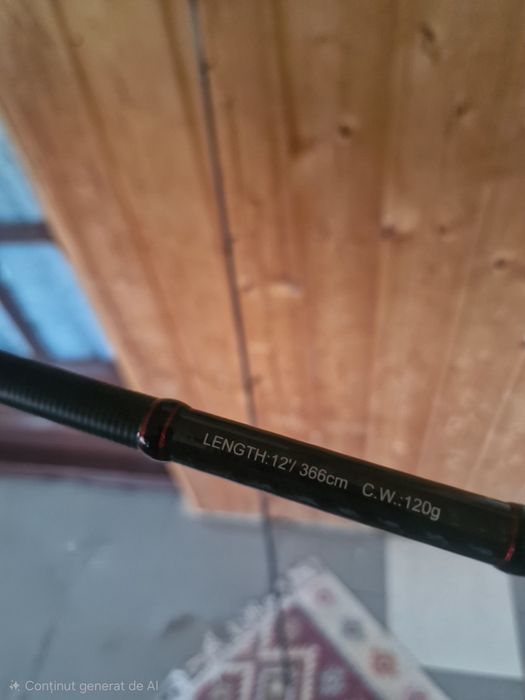 LENGTH:12'/ 366cm C.W.:120g
Conținut generat de AI